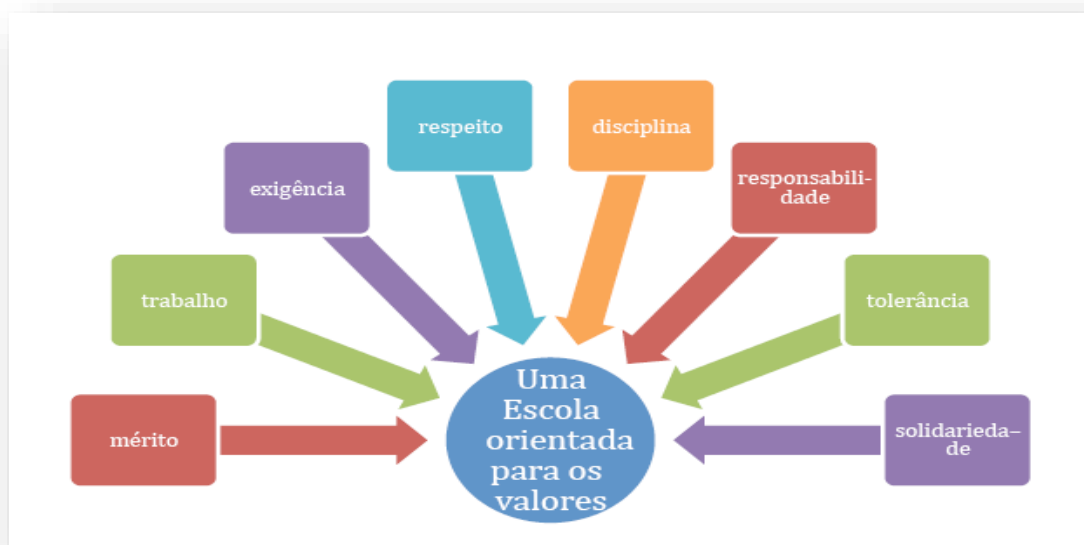 respeito
disciplina
exigência
responsabili-
dade
trabalho
tolerância
mérito
Uma
Escola
orientada
para os
valores
solidarieda–
de